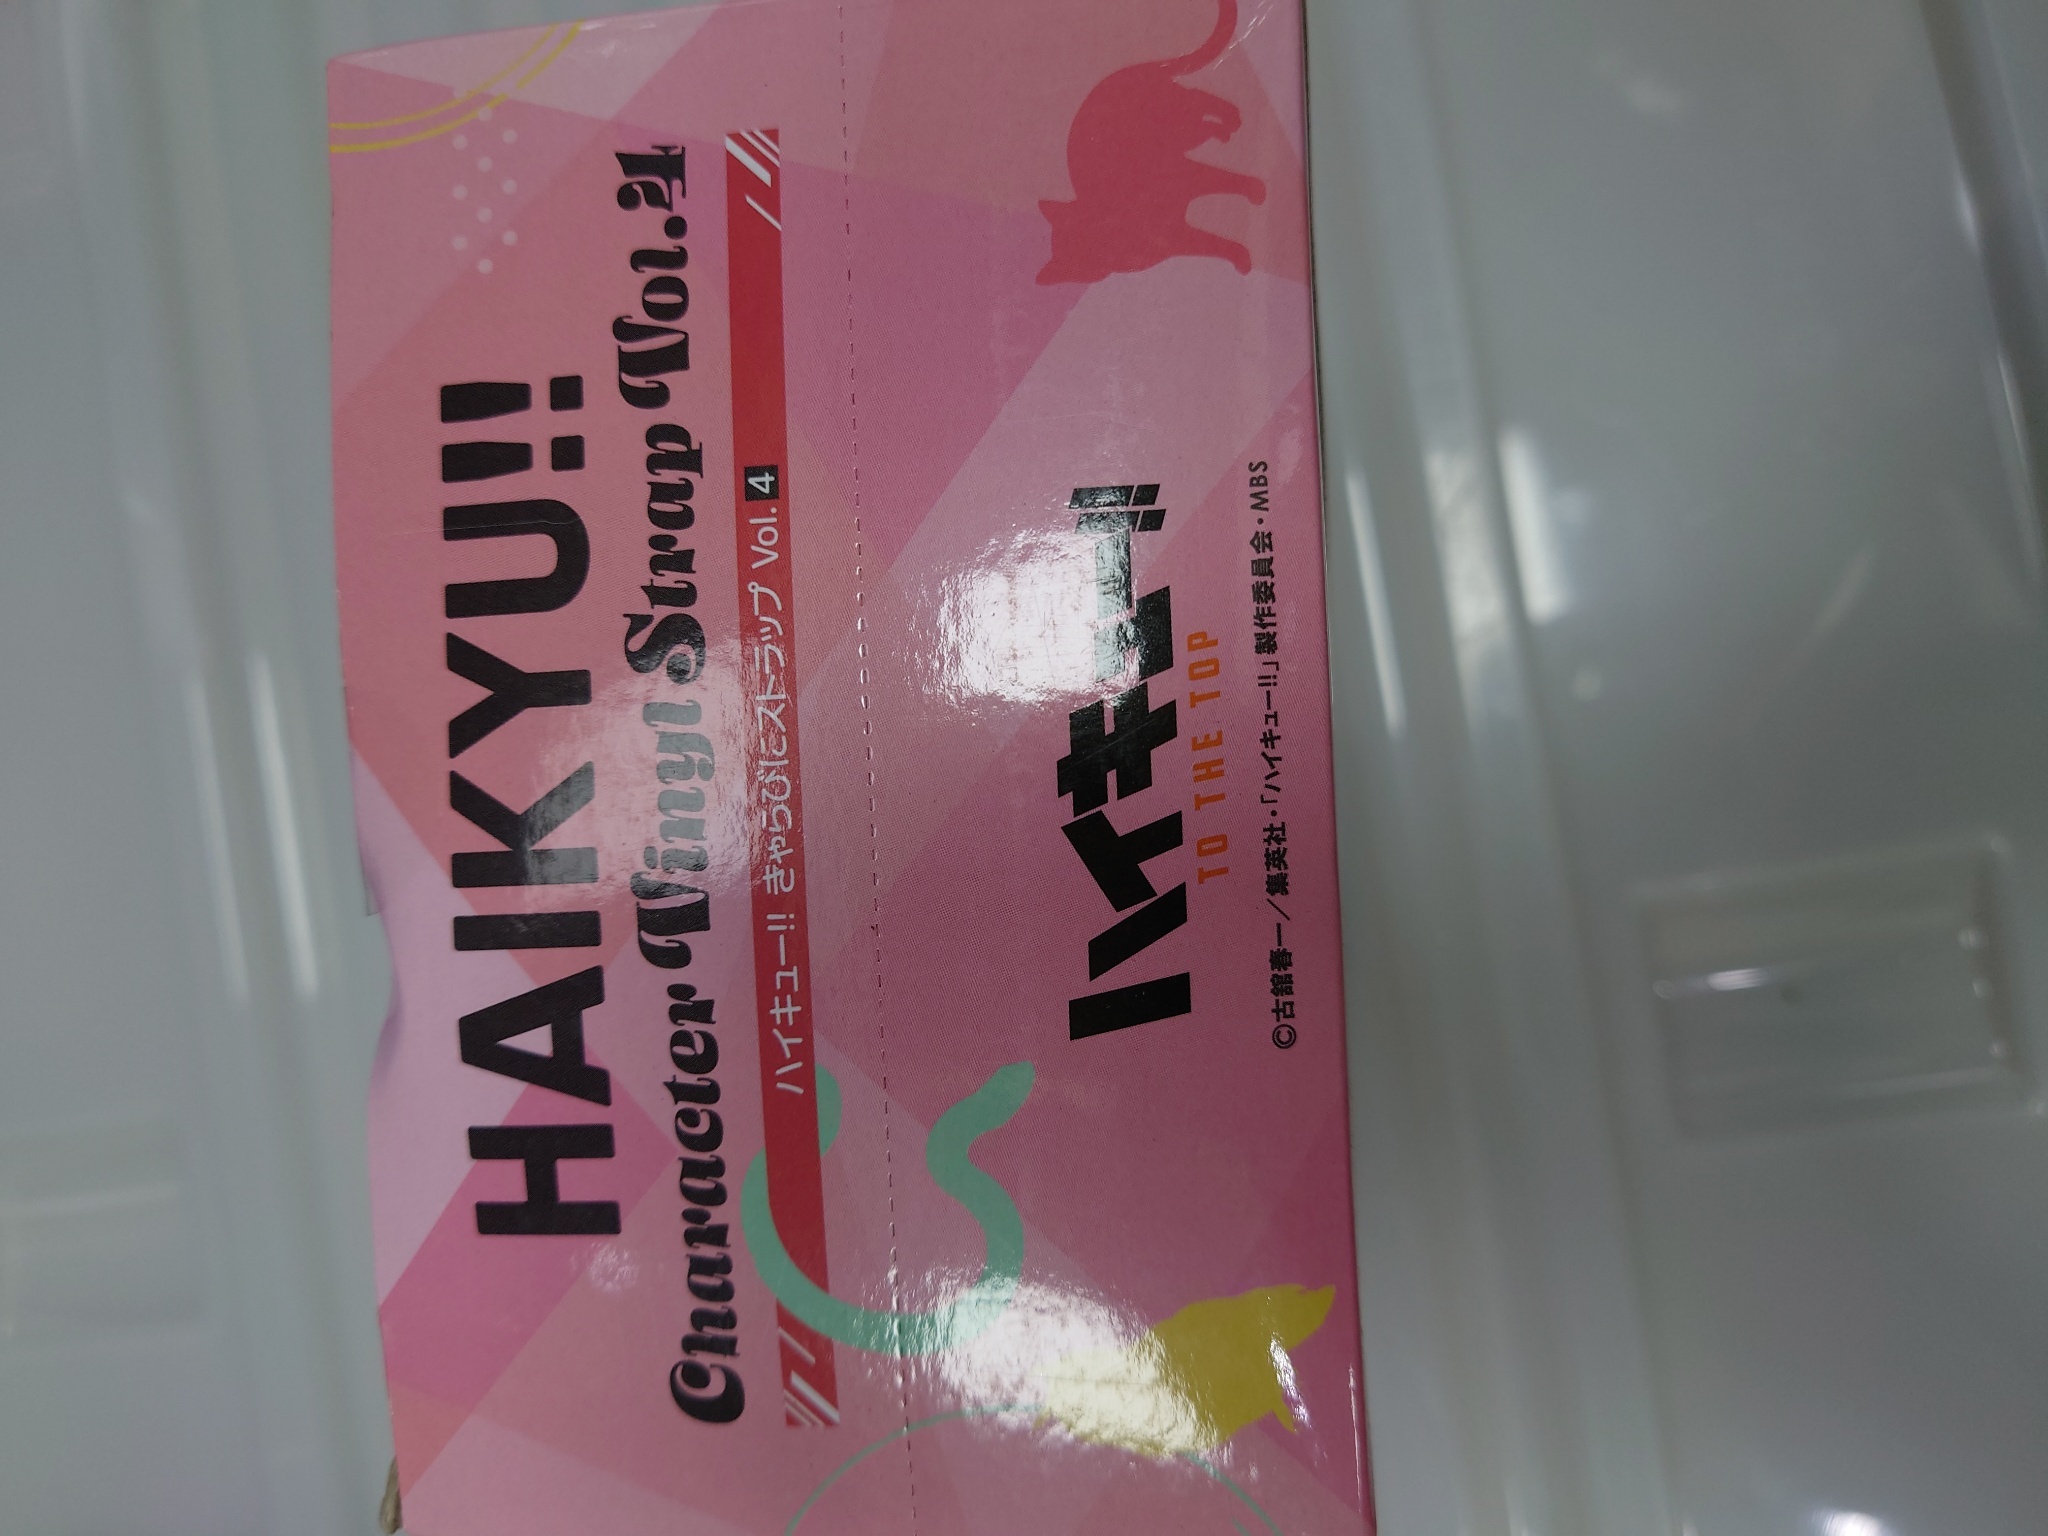 HAIKYU!!
Character Vinyl Strap Vol.4
ハイキュー!! きゃらびにストラップ Vol.4
ハイキュー!!
TO THE TOP
©古舘春一／集英社・「ハイキュー!!」製作委員会・MBS